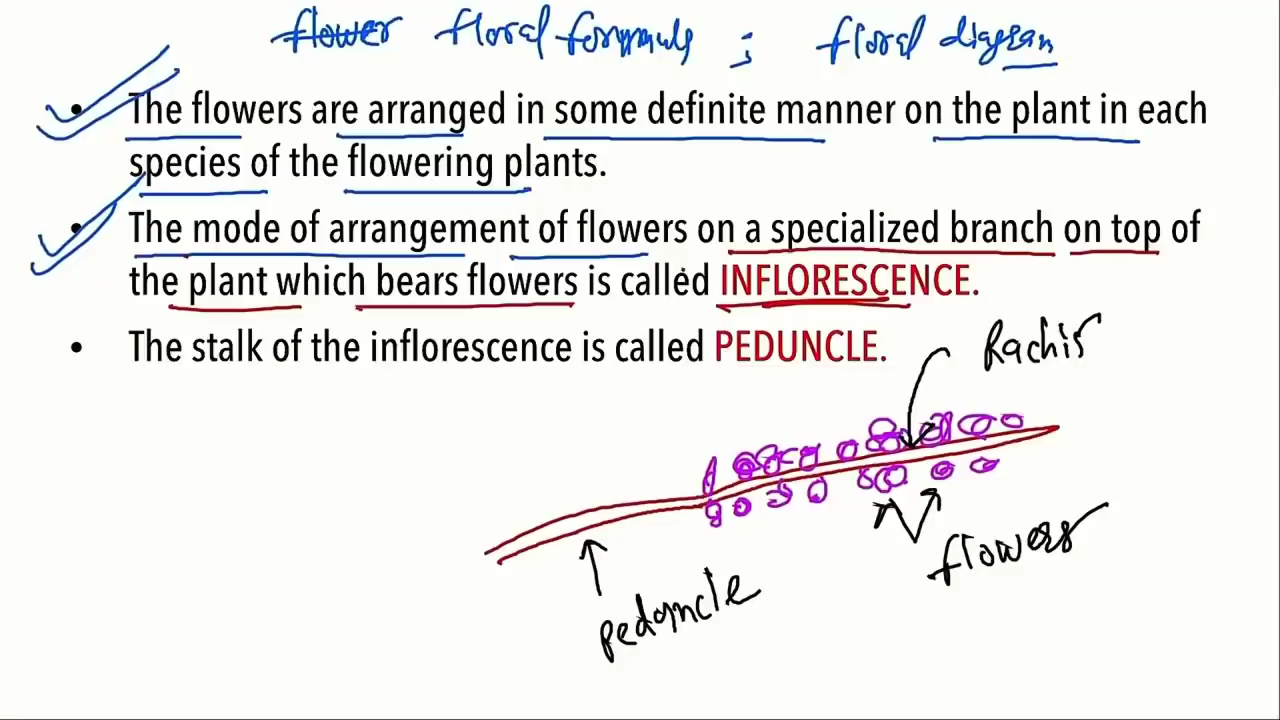 flower floral formula ; floral diagram
• The flowers are arranged in some definite manner on the plant in each
species of the flowering plants.
• The mode of arrangement of flowers on a specialized branch on top of
the plant which bears flowers is called INFLORESCENCE.
• The stalk of the inflorescence is called PEDUNCLE.
Rachis
flowers
peduncle